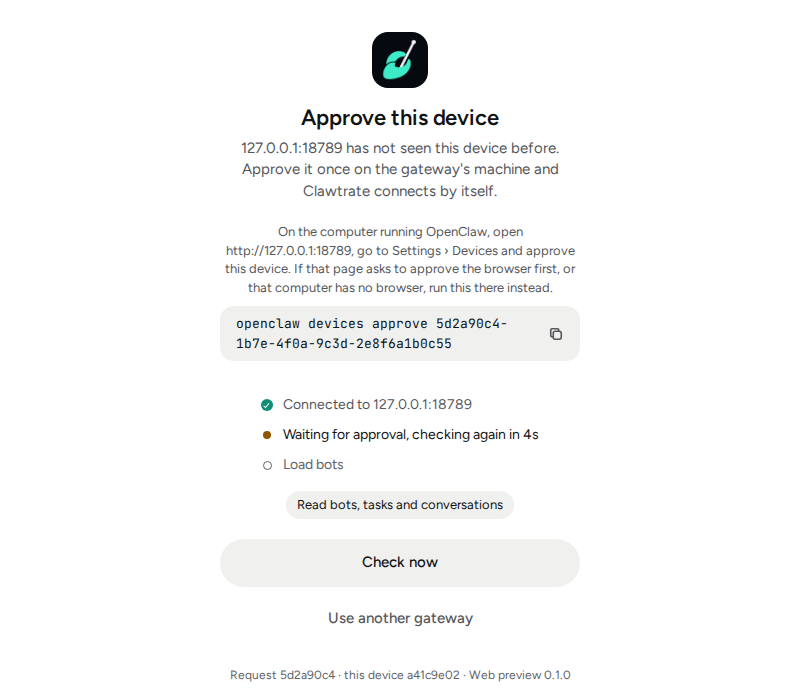 Approve this device
127.0.0.1:18789 has not seen this device before.
Approve it once on the gateway's machine and
Clawtrate connects by itself.
On the computer running OpenClaw, open
http://127.0.0.1:18789, go to Settings › Devices and approve
this device. If that page asks to approve the browser first, or
that computer has no browser, run this there instead.
openclaw devices approve 5d2a90c4-
1b7e-4f0a-9c3d-2e8f6a1b0c55
Connected to 127.0.0.1:18789
Waiting for approval, checking again in 4s
Load bots
Read bots, tasks and conversations
Check now
Use another gateway
Request 5d2a90c4 · this device a41c9e02 · Web preview 0.1.0